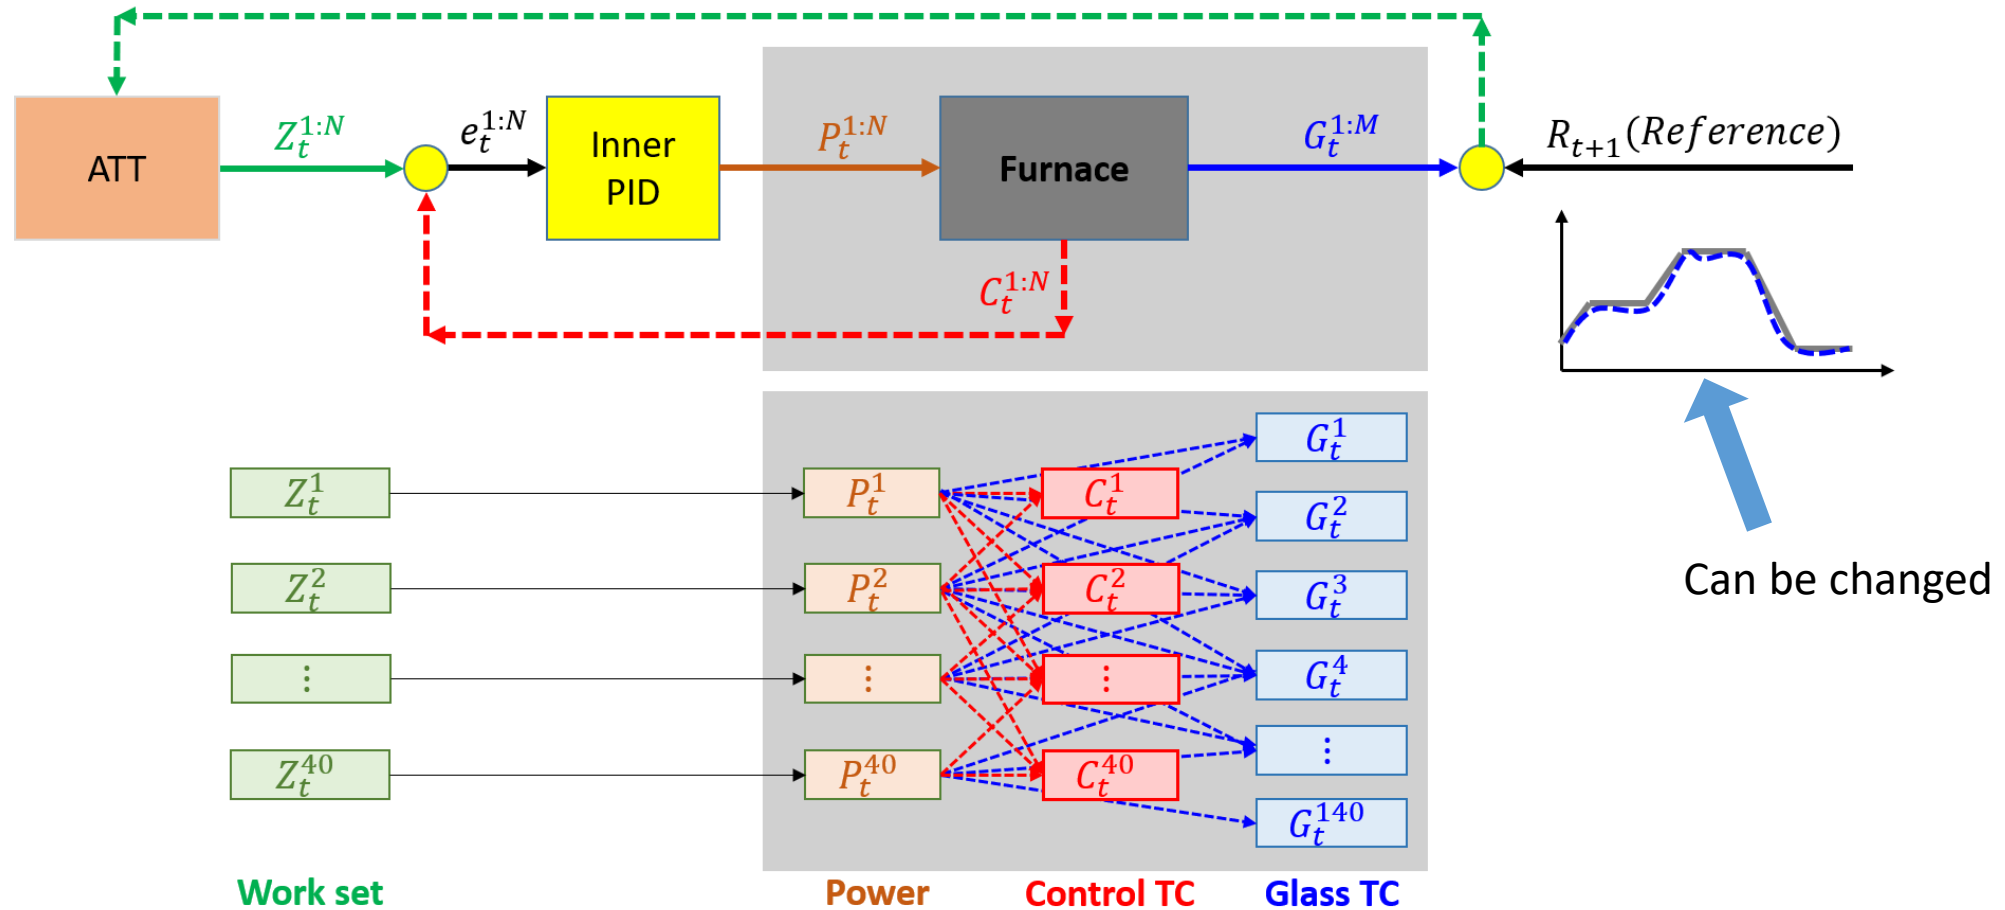 ATT
Z_t^{1:N}
e_t^{1:N}
Inner
PID
P_t^{1:N}
Furnace
G_t^{1:M}
R_{t+1}(Reference)
C_t^{1:N}
Can be changed
Z_t^1
P_t^1
C_t^1
G_t^1
Z_t^2
P_t^2
C_t^2
G_t^2
G_t^3
⋮
⋮
⋮
G_t^4
Z_t^{40}
P_t^{40}
C_t^{40}
⋮
G_t^{140}
Work set
Power
Control TC
Glass TC